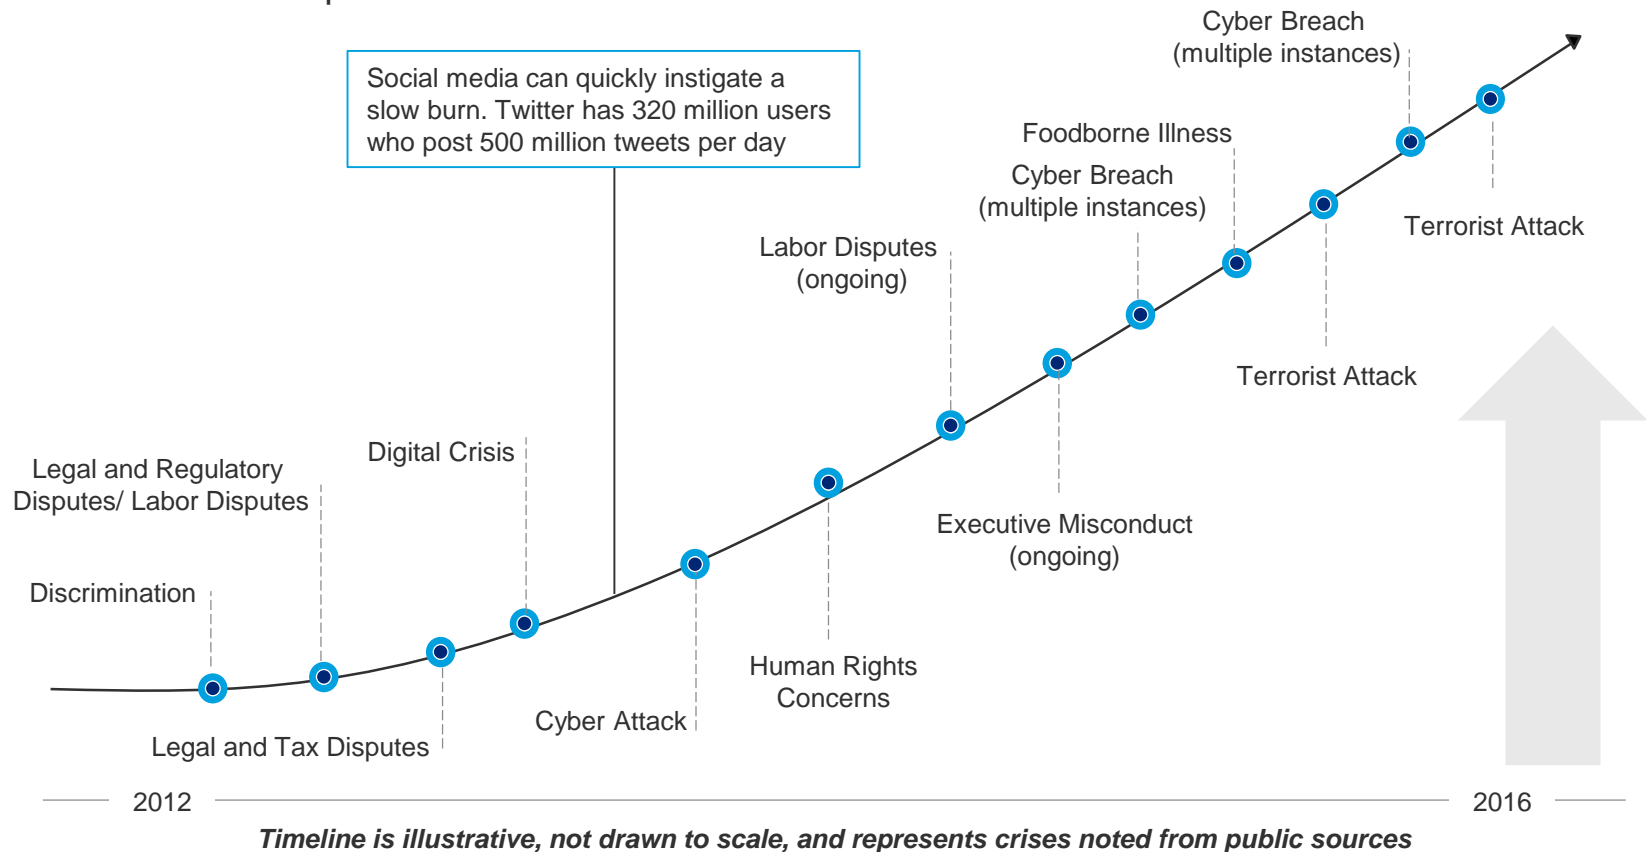 Cyber Breach
(multiple instances)
Social media can quickly instigate a
slow burn. Twitter has 320 million users
who post 500 million tweets per day
Foodborne Illness
Cyber Breach
(multiple instances)
Terrorist Attack
Labor Disputes
(ongoing)
Terrorist Attack
Digital Crisis
Legal and Regulatory
Disputes/ Labor Disputes
Executive Misconduct
(ongoing)
Discrimination
Human Rights
Concerns
Cyber Attack
Legal and Tax Disputes
2012
2016
Timeline is illustrative, not drawn to scale, and represents crises noted from public sources